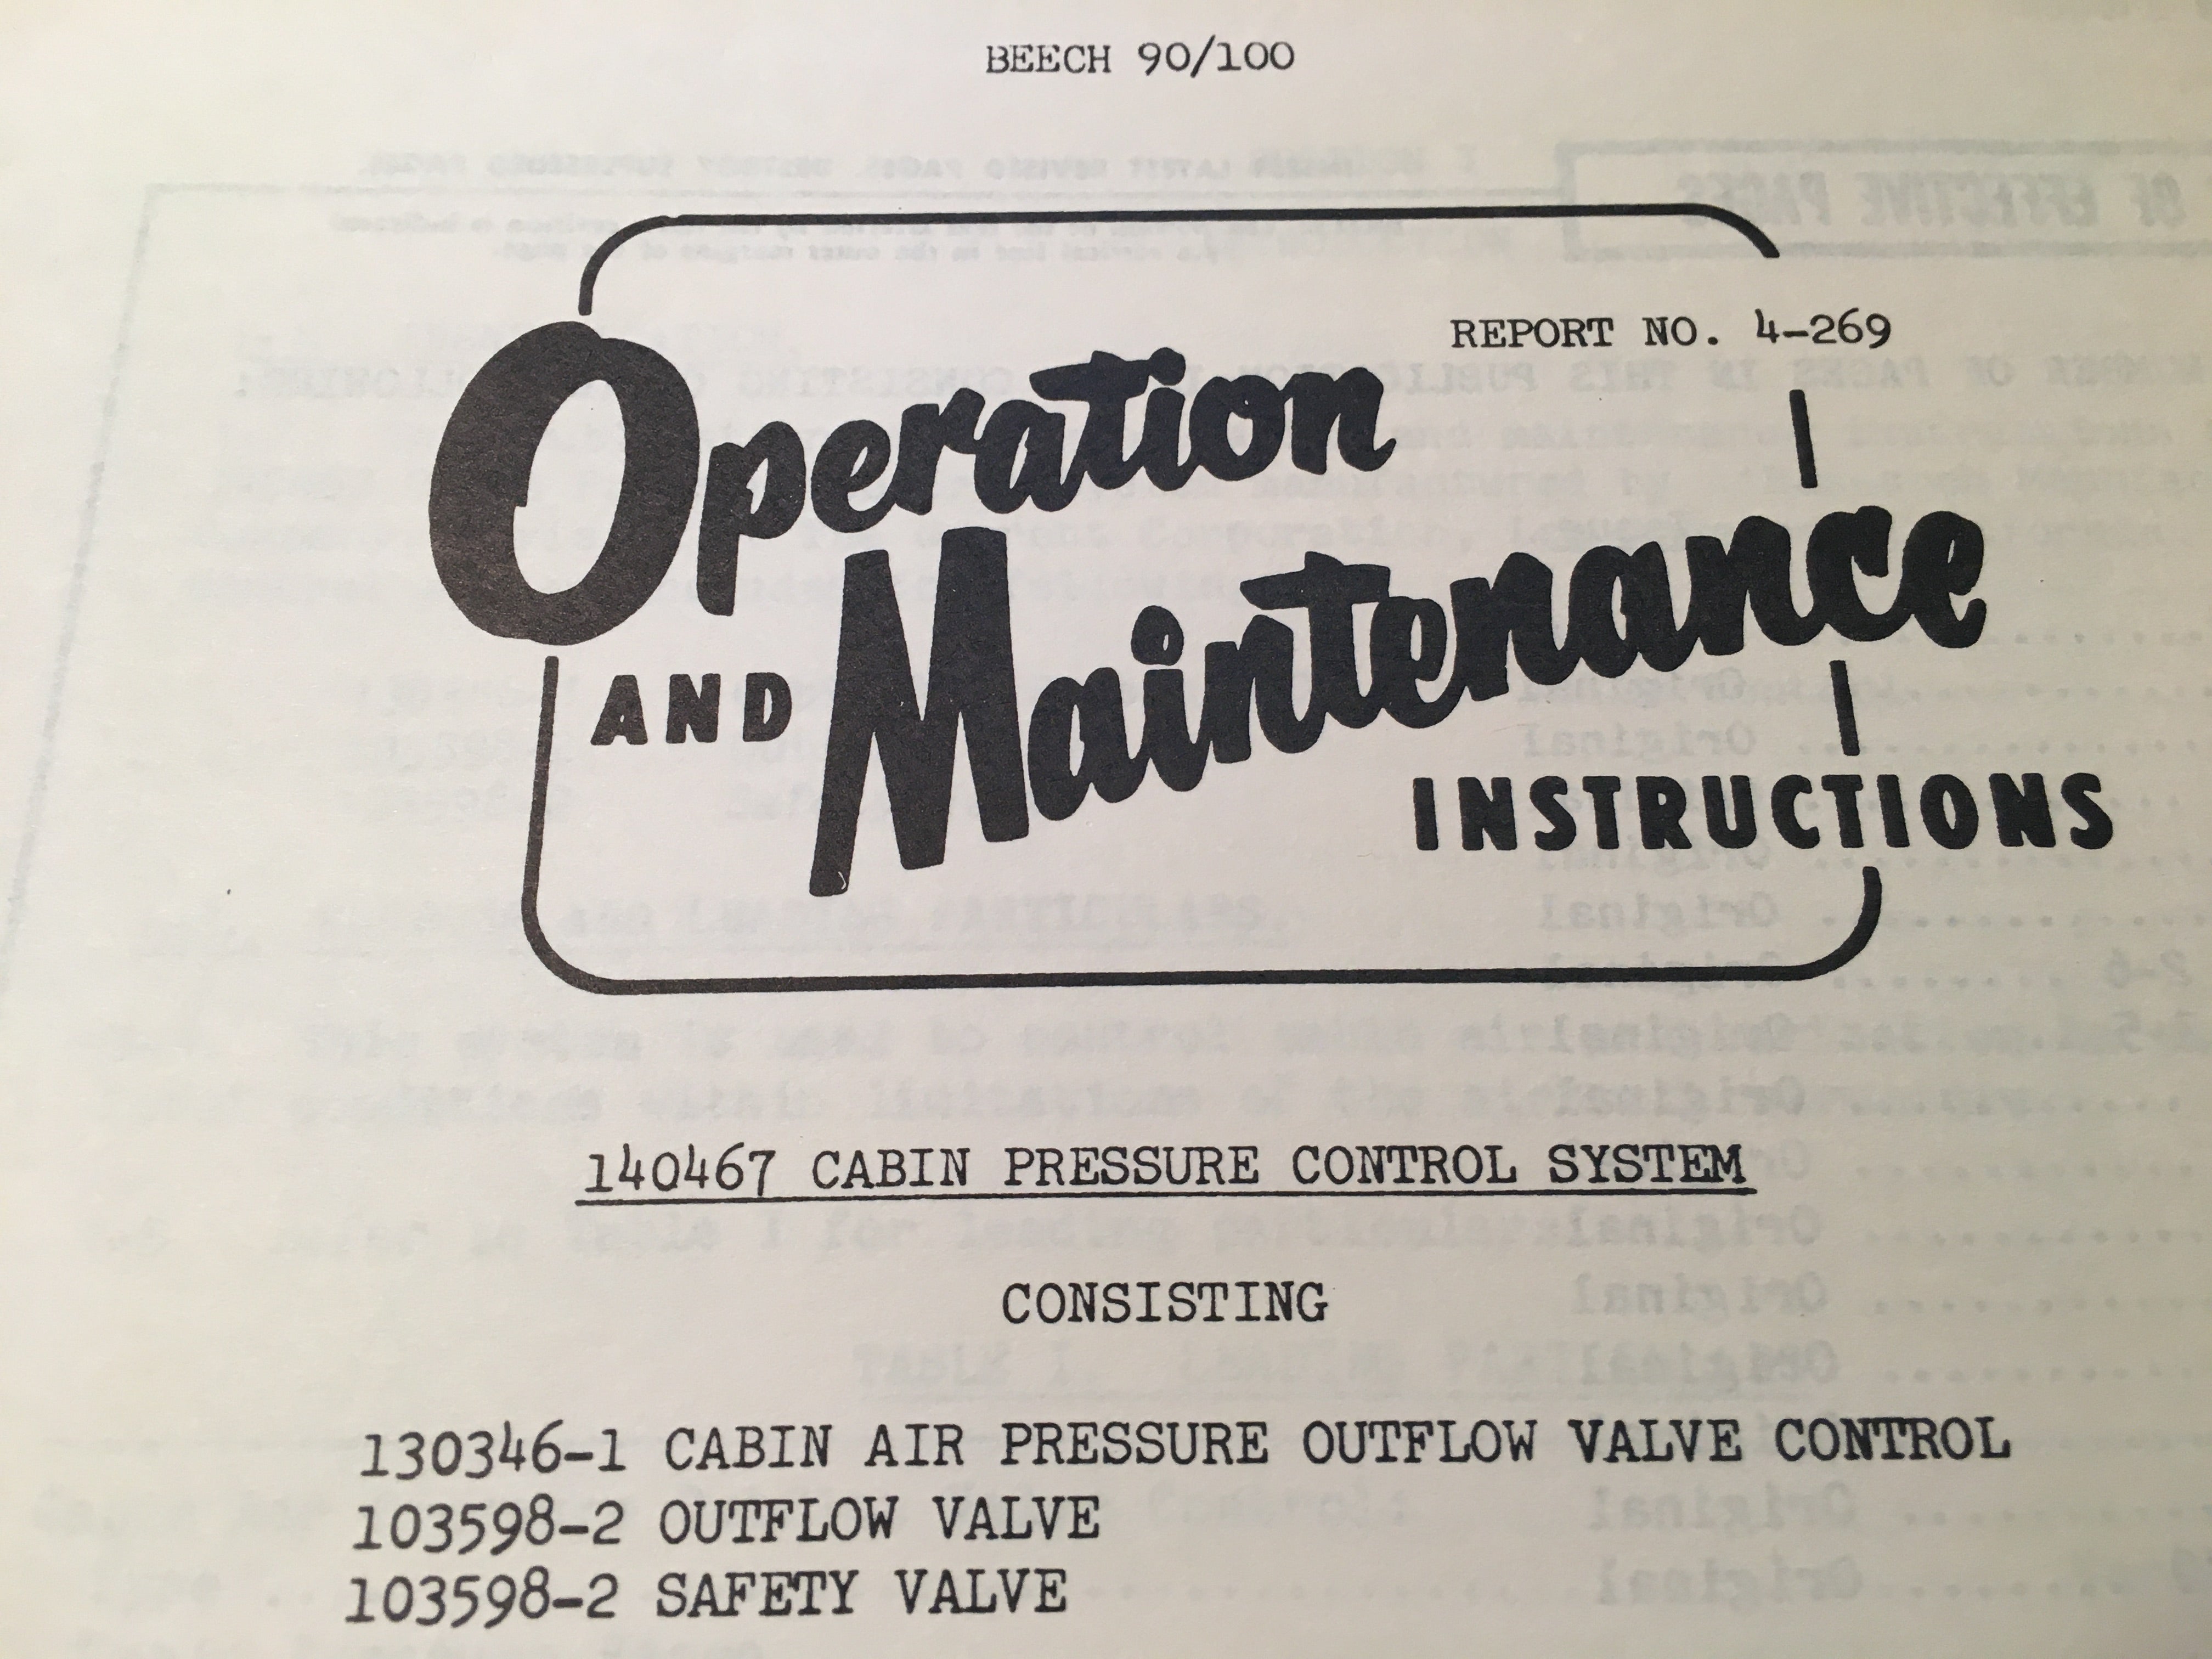 BEECH 90/100
REPORT NO. 4-269
Operation
AND Maintenance
INSTRUCTIONS
140467 CABIN PRESSURE CONTROL SYSTEM
CONSISTING
130346-1 CABIN AIR PRESSURE OUTFLOW VALVE CONTROL
103598-2 OUTFLOW VALVE
103598-2 SAFETY VALVE